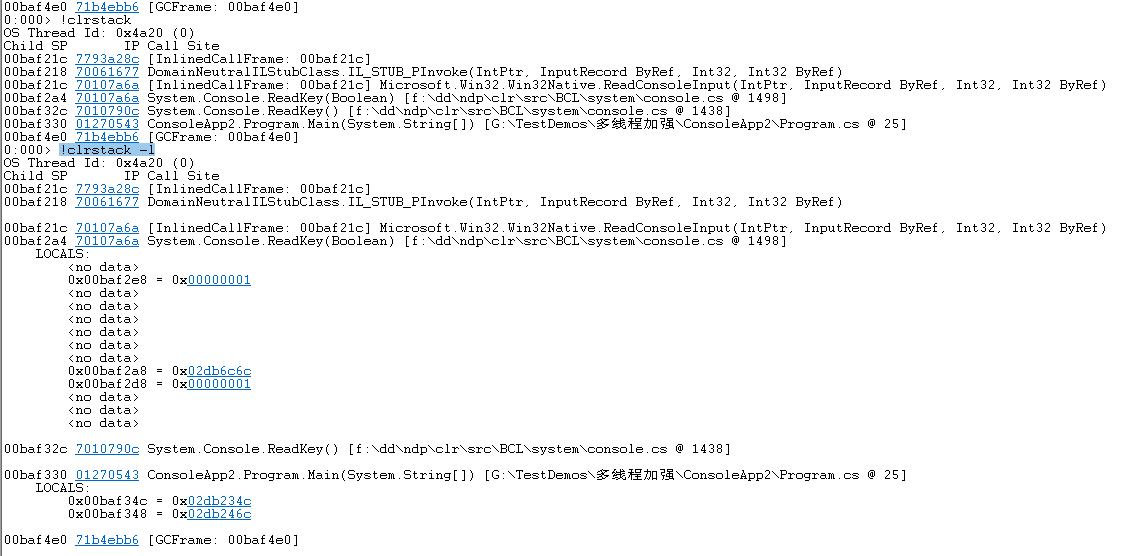 00baf4e0 71b4ebb6 [GCFrame: 00baf4e0]
0:000> !clrstack
OS Thread Id: 0x4a20 (0)
Child SP       IP Call Site
00baf21c 7793a28c [InlinedCallFrame: 00baf21c]
00baf218 70061677 DomainNeutralILStubClass.IL_STUB_PInvoke(IntPtr, InputRecord ByRef, Int32, Int32 ByRef)
00baf21c 70107a6a [InlinedCallFrame: 00baf21c] Microsoft.Win32.Win32Native.ReadConsoleInput(IntPtr, InputRecord ByRef, Int32, Int32 ByRef)
00baf2a4 70107a6a System.Console.ReadKey(Boolean) [f:\dd\ndp\clr\src\BCL\system\console.cs @ 1498]
00baf32c 7010790c System.Console.ReadKey() [f:\dd\ndp\clr\src\BCL\system\console.cs @ 1438]
00baf330 01270543 ConsoleApp2.Program.Main(System.String[]) [G:\TestDemos\多线程加强\ConsoleApp2\Program.cs @ 25]
00baf4e0 71b4ebb6 [GCFrame: 00baf4e0]
0:000> !clrstack -l
OS Thread Id: 0x4a20 (0)
Child SP       IP Call Site
00baf21c 7793a28c [InlinedCallFrame: 00baf21c]
00baf218 70061677 DomainNeutralILStubClass.IL_STUB_PInvoke(IntPtr, InputRecord ByRef, Int32, Int32 ByRef)
00baf21c 70107a6a [InlinedCallFrame: 00baf21c] Microsoft.Win32.Win32Native.ReadConsoleInput(IntPtr, InputRecord ByRef, Int32, Int32 ByRef)
00baf2a4 70107a6a System.Console.ReadKey(Boolean) [f:\dd\ndp\clr\src\BCL\system\console.cs @ 1498]
LOCALS:
<no data>
0x00baf2e8 = 0x00000001
<no data>
<no data>
<no data>
<no data>
<no data>
<no data>
0x00baf2a8 = 0x02db6c6c
0x00baf2d8 = 0x00000001
<no data>
<no data>
<no data>
00baf32c 7010790c System.Console.ReadKey() [f:\dd\ndp\clr\src\BCL\system\console.cs @ 1438]
00baf330 01270543 ConsoleApp2.Program.Main(System.String[]) [G:\TestDemos\多线程加强\ConsoleApp2\Program.cs @ 25]
LOCALS:
0x00baf34c = 0x02db234c
0x00baf348 = 0x02db246c
00baf4e0 71b4ebb6 [GCFrame: 00baf4e0]